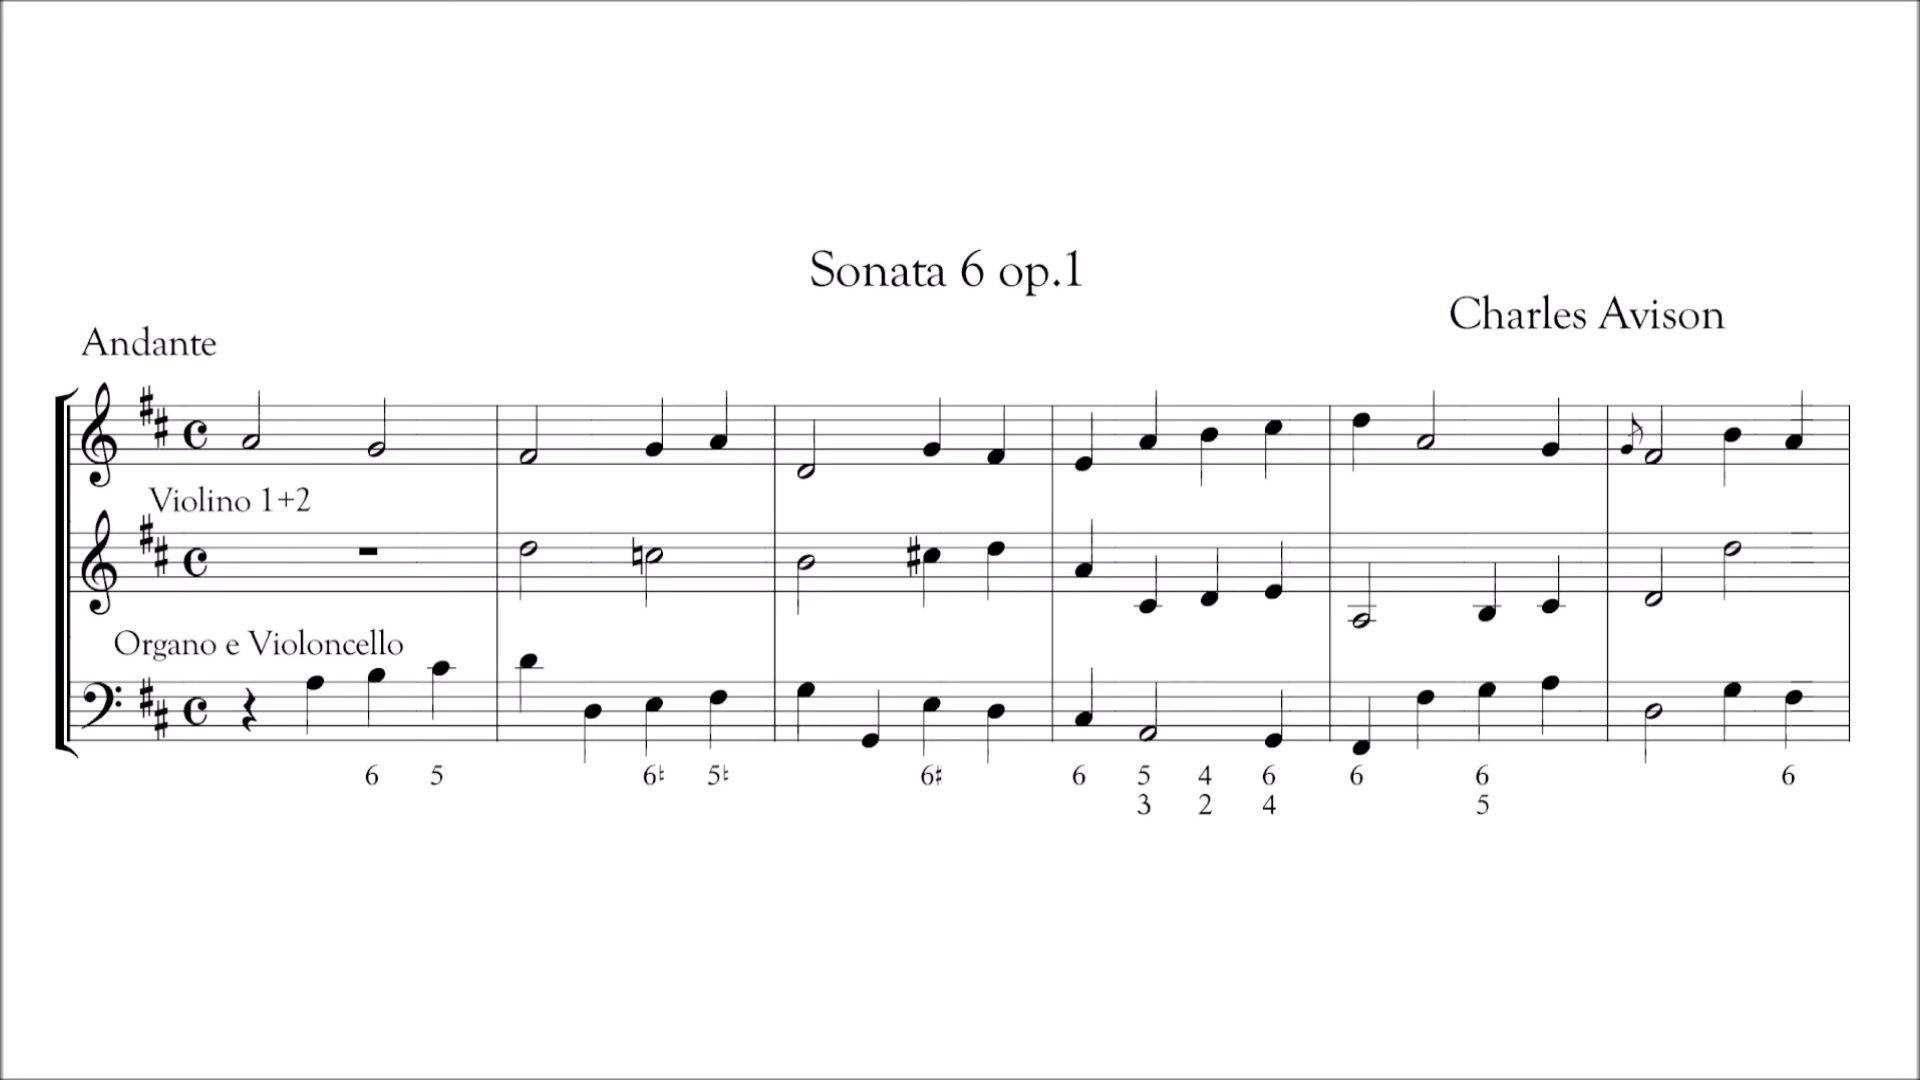 Sonata 6 op.1
Charles Avison
Andante
Violino 1+2
Organo e Violoncello
6 5 6♮ 5♮ 6♯ 6 5 4 6 6 6 6
3 2 4 5